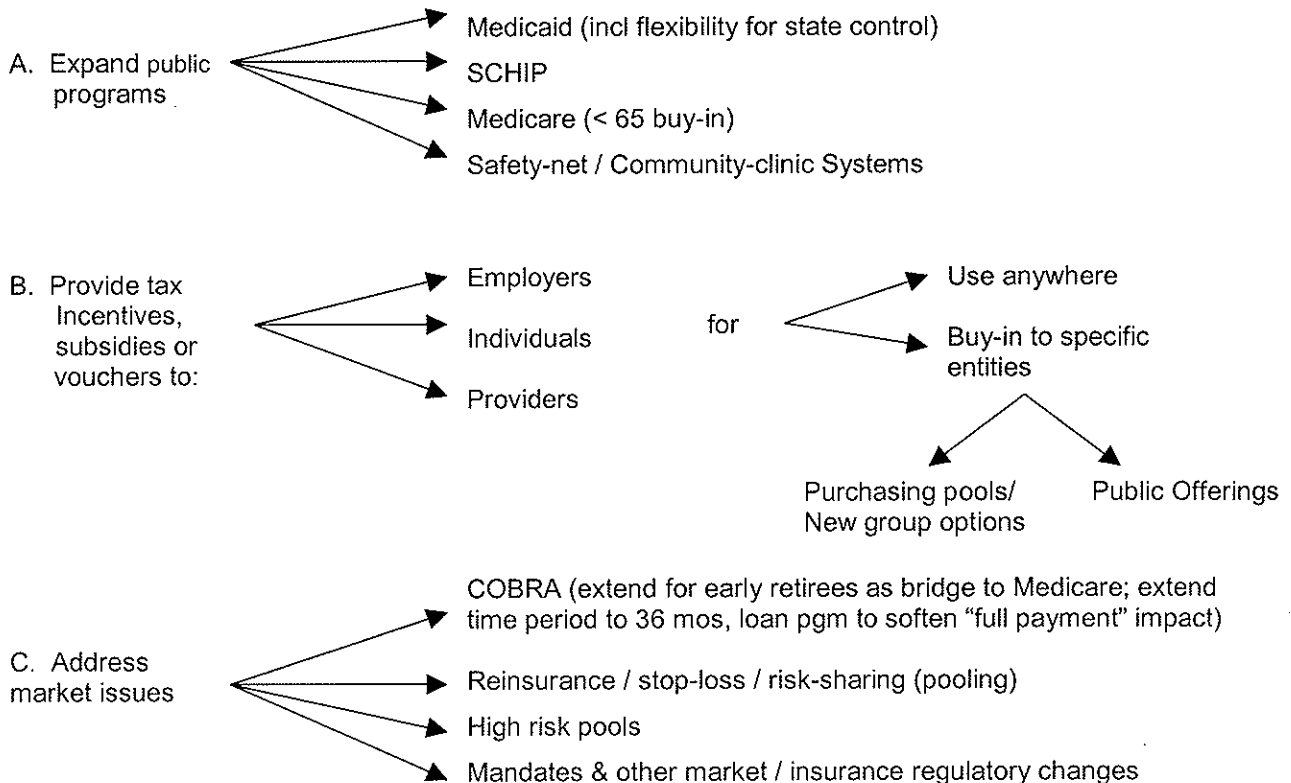 Medicaid (incl flexibility for state control)
A. Expand public
programs
SCHIP
Medicare (< 65 buy-in)
Safety-net / Community-clinic Systems
B. Provide tax
Incentives,
subsidies or
vouchers to:
Employers
Individuals
Providers
for
Use anywhere
Buy-in to specific
entities
Purchasing pools/
New group options
Public Offerings
C. Address
market issues
COBRA (extend for early retirees as bridge to Medicare; extend
time period to 36 mos, loan pgm to soften "full payment" impact)
Reinsurance / stop-loss / risk-sharing (pooling)
High risk pools
Mandates & other market / insurance regulatory changes